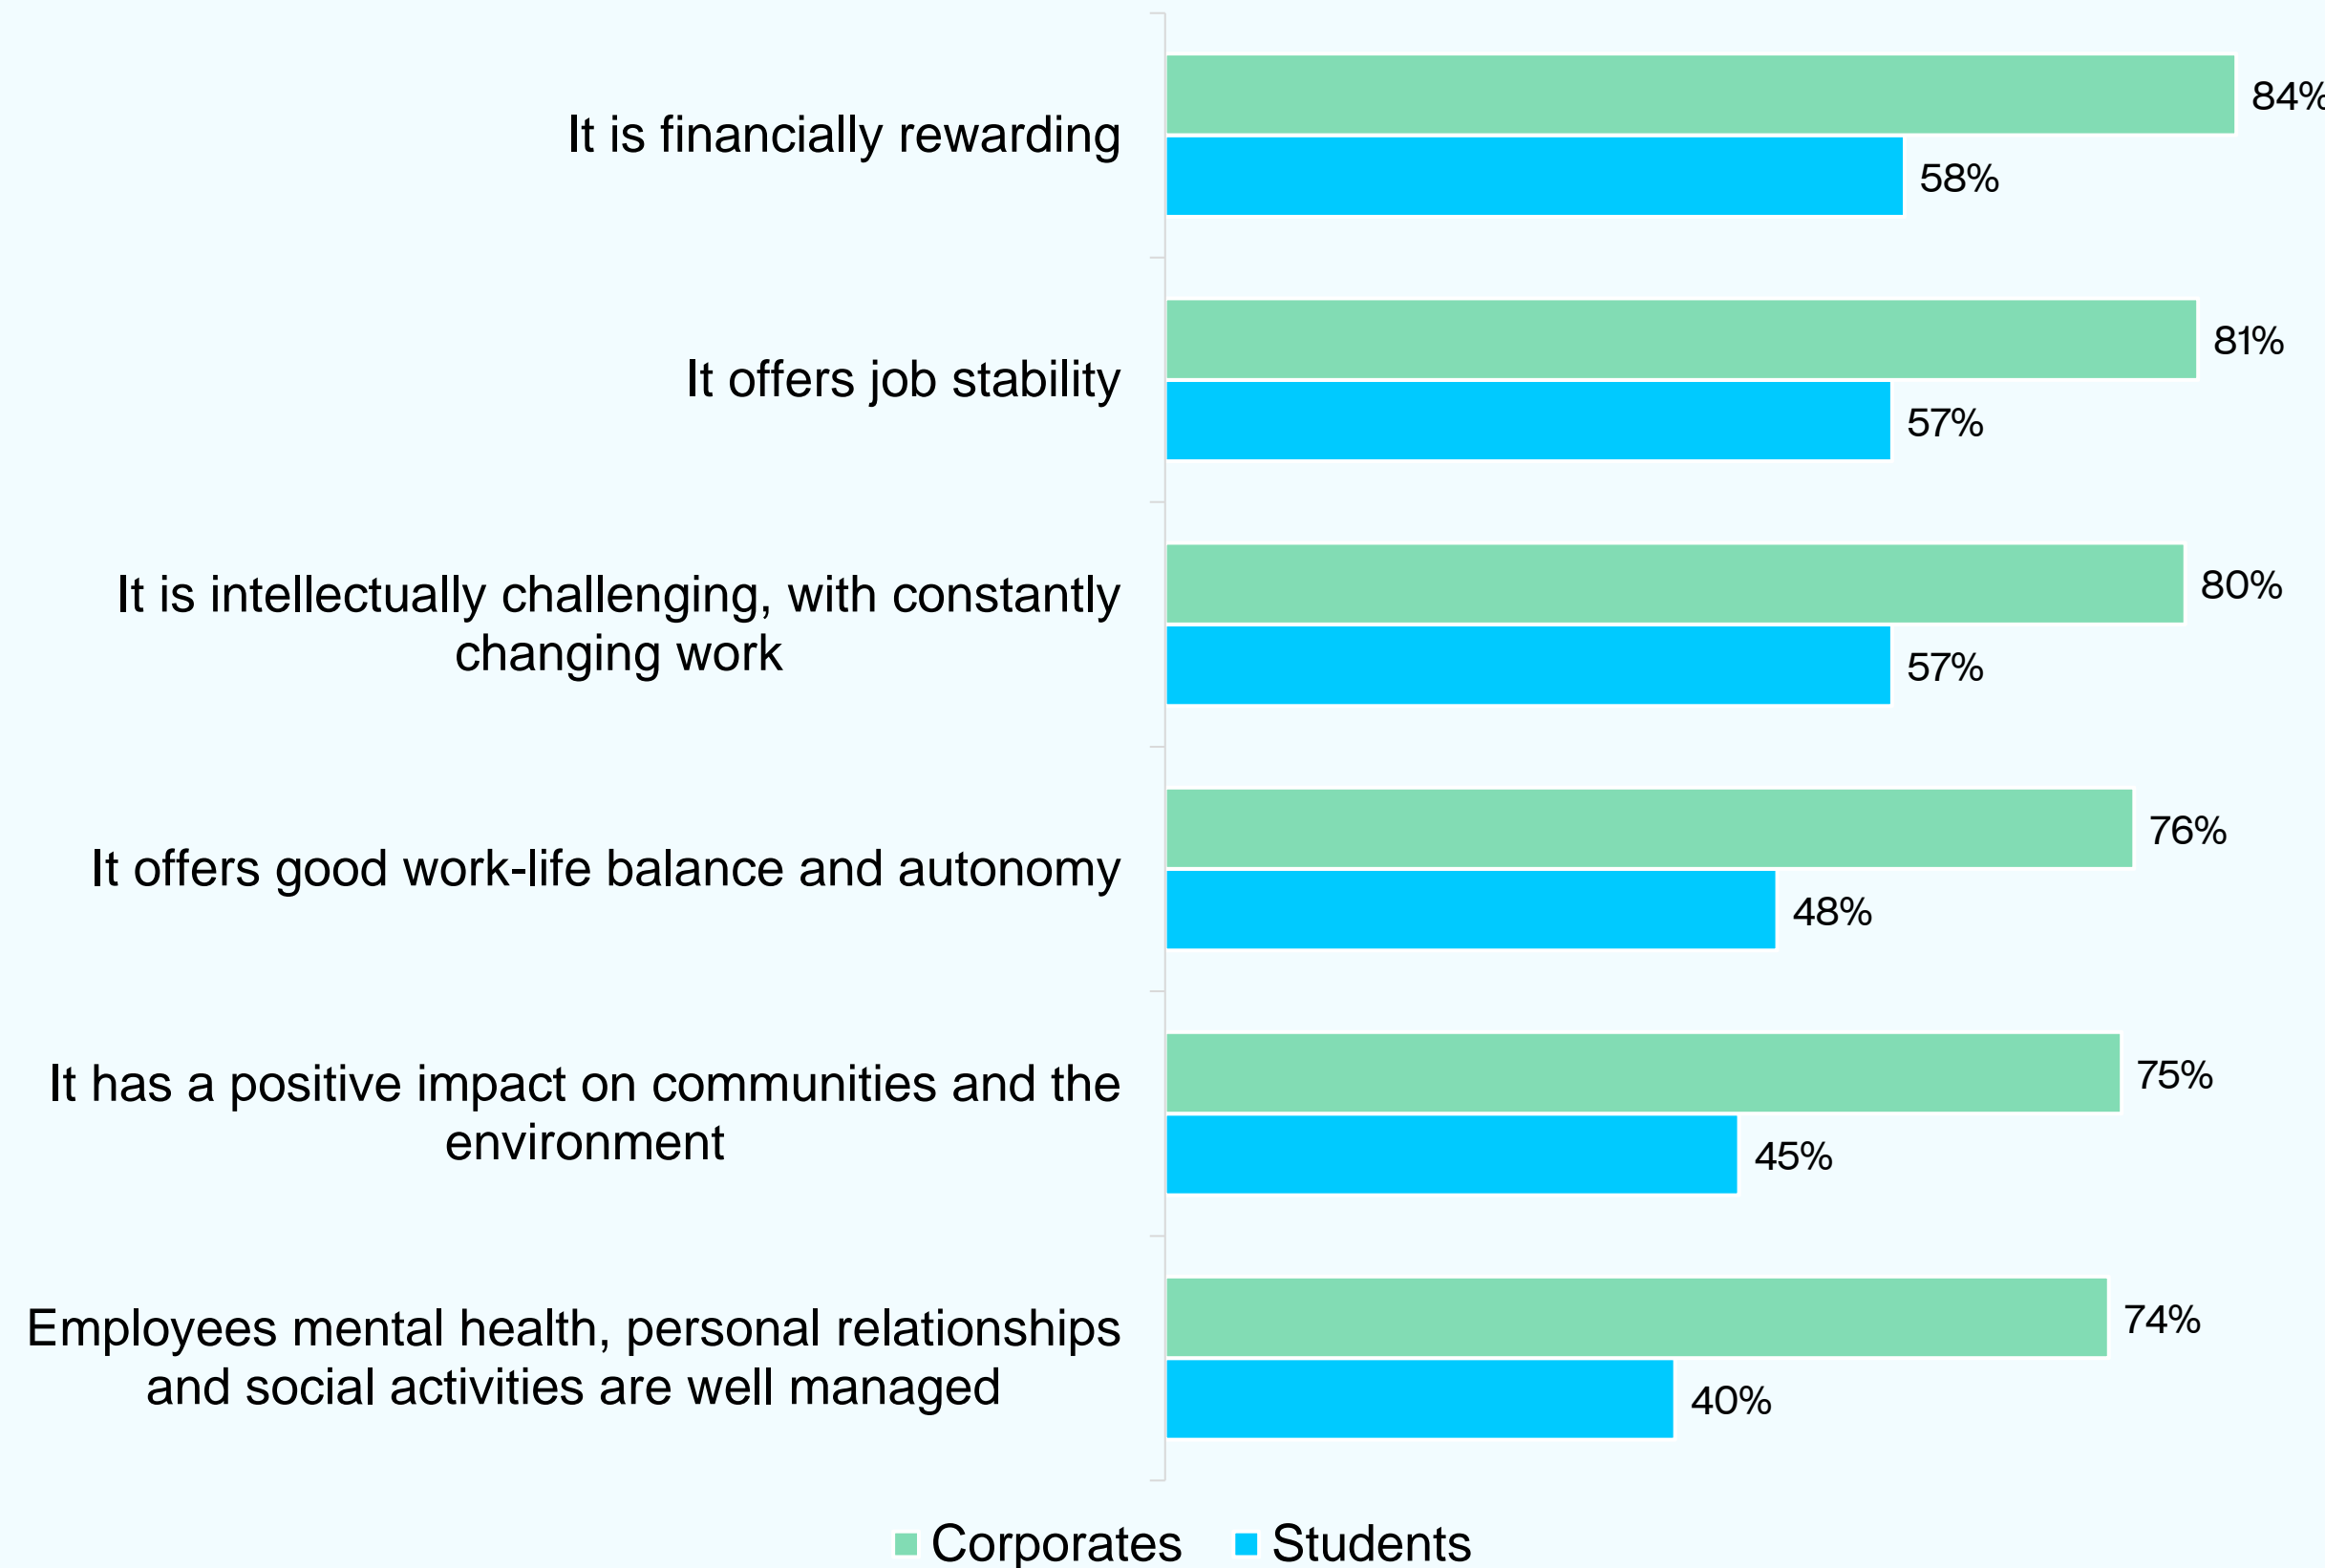 84%
It is financially rewarding
58%
81%
It offers job stability
57%
80%
It is intellectually challenging, with constantly
changing work
57%
76%
It offers good work-life balance and autonomy
48%
75%
It has a positive impact on communities and the
environment
45%
74%
Employees mental health, personal relationships
and social activities are well managed
40%
Corporates Students